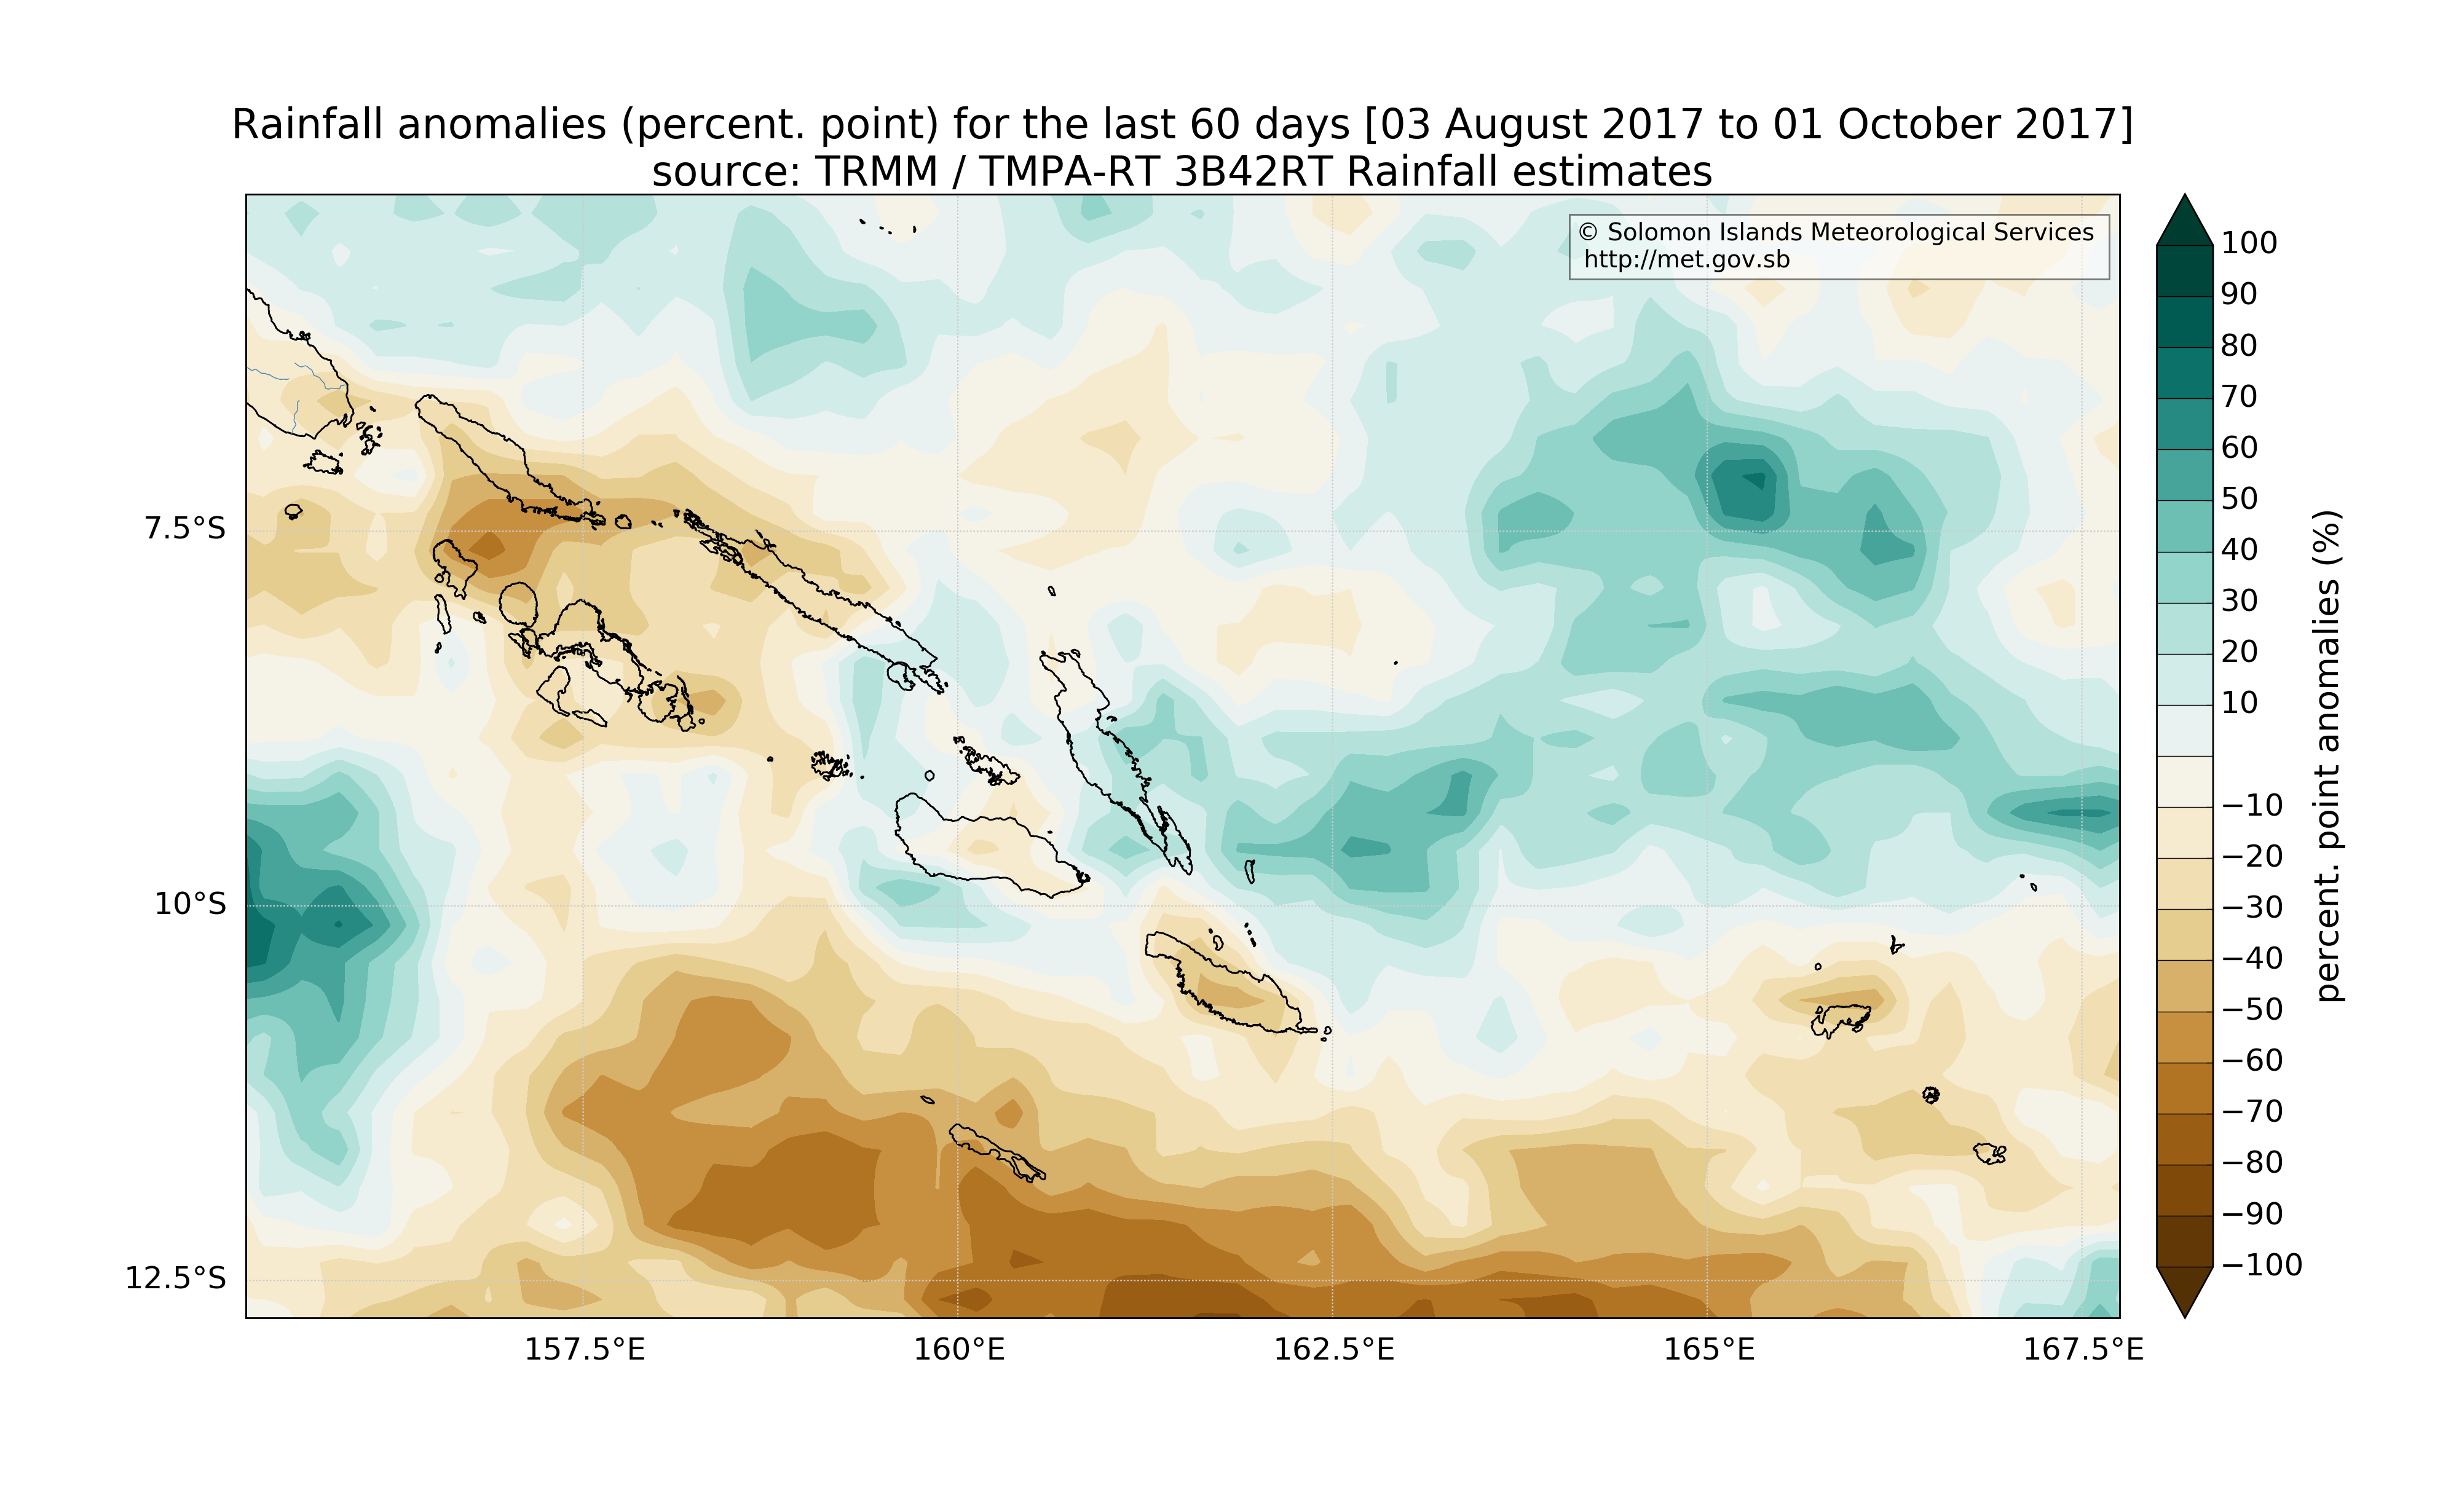 Rainfall anomalies (percent. point) for the last 60 days [03 August 2017 to 01 October 2017]
source: TRMM / TMPA-RT 3B42RT Rainfall estimates
© Solomon Islands Meteorological Services
http://met.gov.sb
7.5°S
10°S
12.5°S
157.5°E
160°E
162.5°E
165°E
167.5°E
100
90
80
70
60
50
40
30
20
10
−10
−20
−30
−40
−50
−60
−70
−80
−90
−100
percent. point anomalies (%)